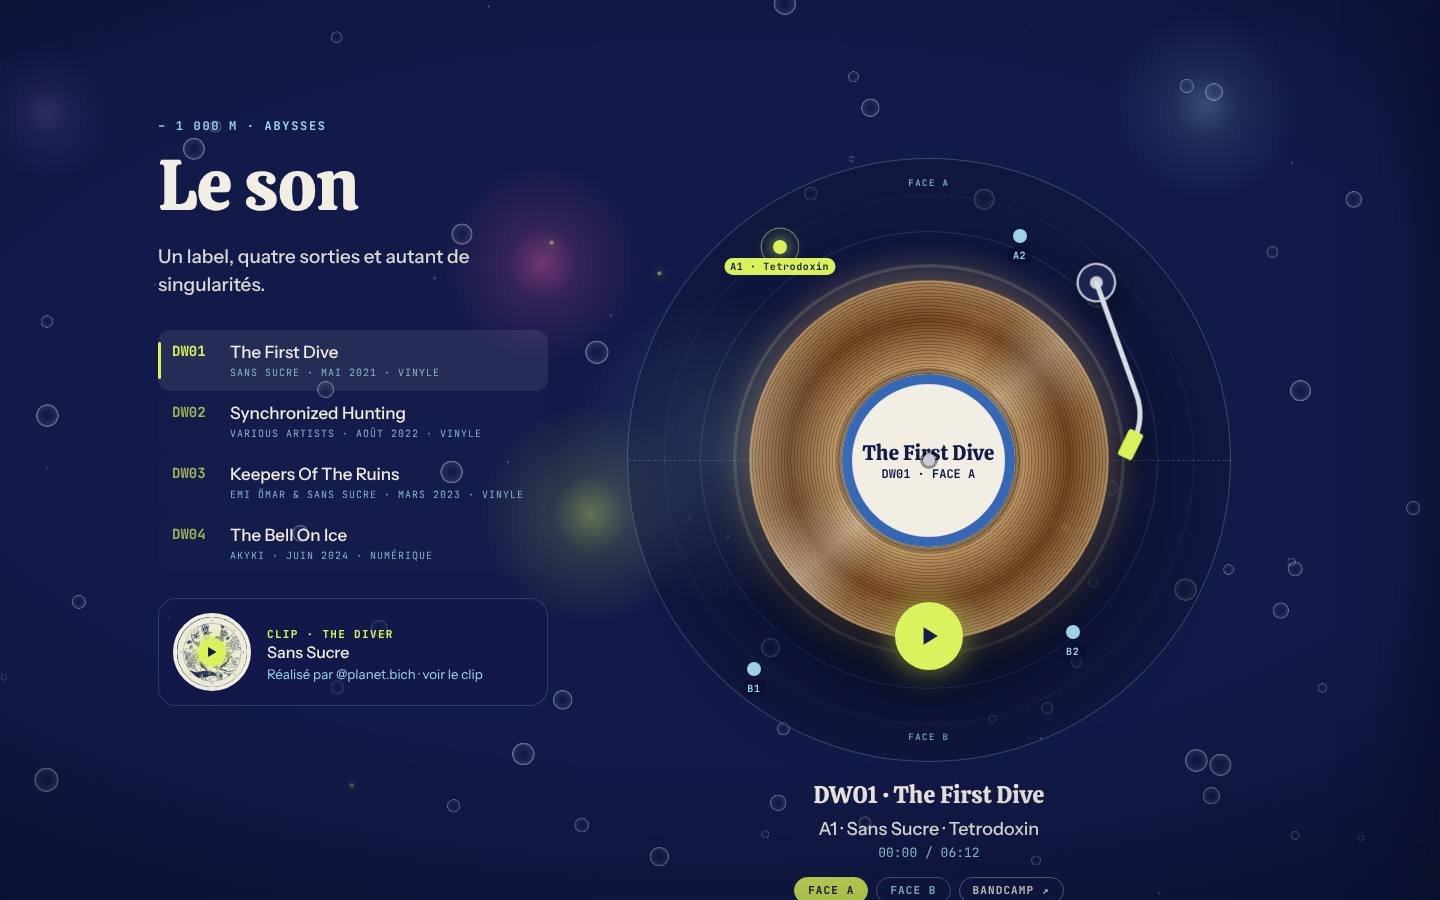 – 1 000 M · ABYSSES
Le son
Un label, quatre sorties et autant de
singularités.
DW01 The First Dive
SANS SUCRE · MAI 2021 · VINYLE
DW02 Synchronized Hunting
VARIOUS ARTISTS · AOÛT 2022 · VINYLE
DW03 Keepers Of The Ruins
EMI ÖMAR & SANS SUCRE · MARS 2023 · VINYLE
DW04 The Bell On Ice
AKYKI · JUIN 2024 · NUMÉRIQUE
CLIP · THE DIVER
Sans Sucre
Réalisé par @planet.bich · voir le clip
FACE A
A1 · Tetrodoxin
A2
The First Dive
DW01 · FACE A
B1
B2
FACE B
DW01 · The First Dive
A1 · Sans Sucre · Tetrodoxin
00:00 / 06:12
FACE A FACE B BANDCAMP ↗